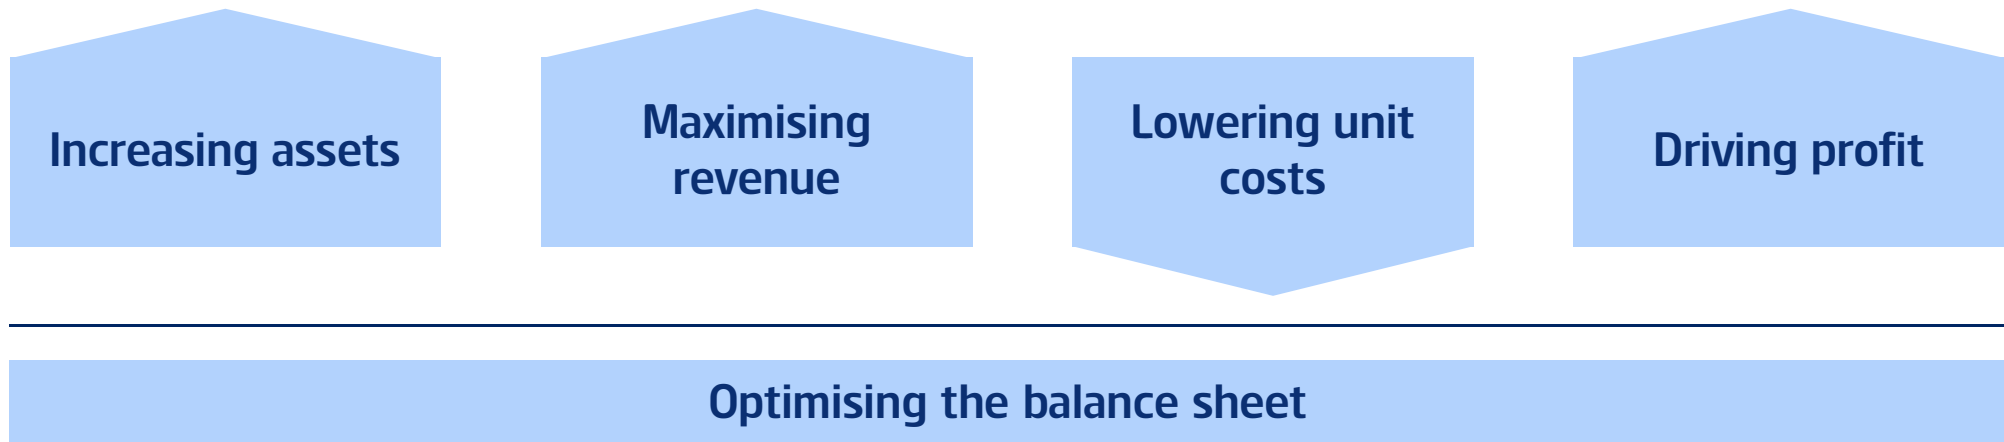 Increasing assets
Maximising
revenue
Lowering unit
costs
Driving profit
Optimising the balance sheet